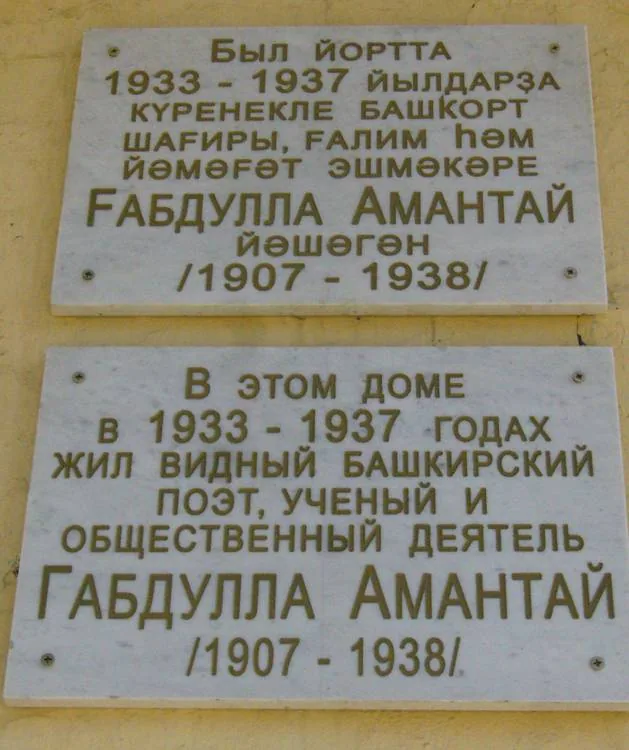 Был йортта
1933 - 1937 йылдарҙа
күренекле башҡорт
шағиры, ғалим һәм
йәмәғәт эшмәкәре
Ғабдулла Амантай
йәшәгән
/1907 - 1938/
В этом доме
в 1933 - 1937 годах
жил видный башкирский
поэт, ученый и
общественный деятель
Габдулла Амантай
/1907 - 1938/